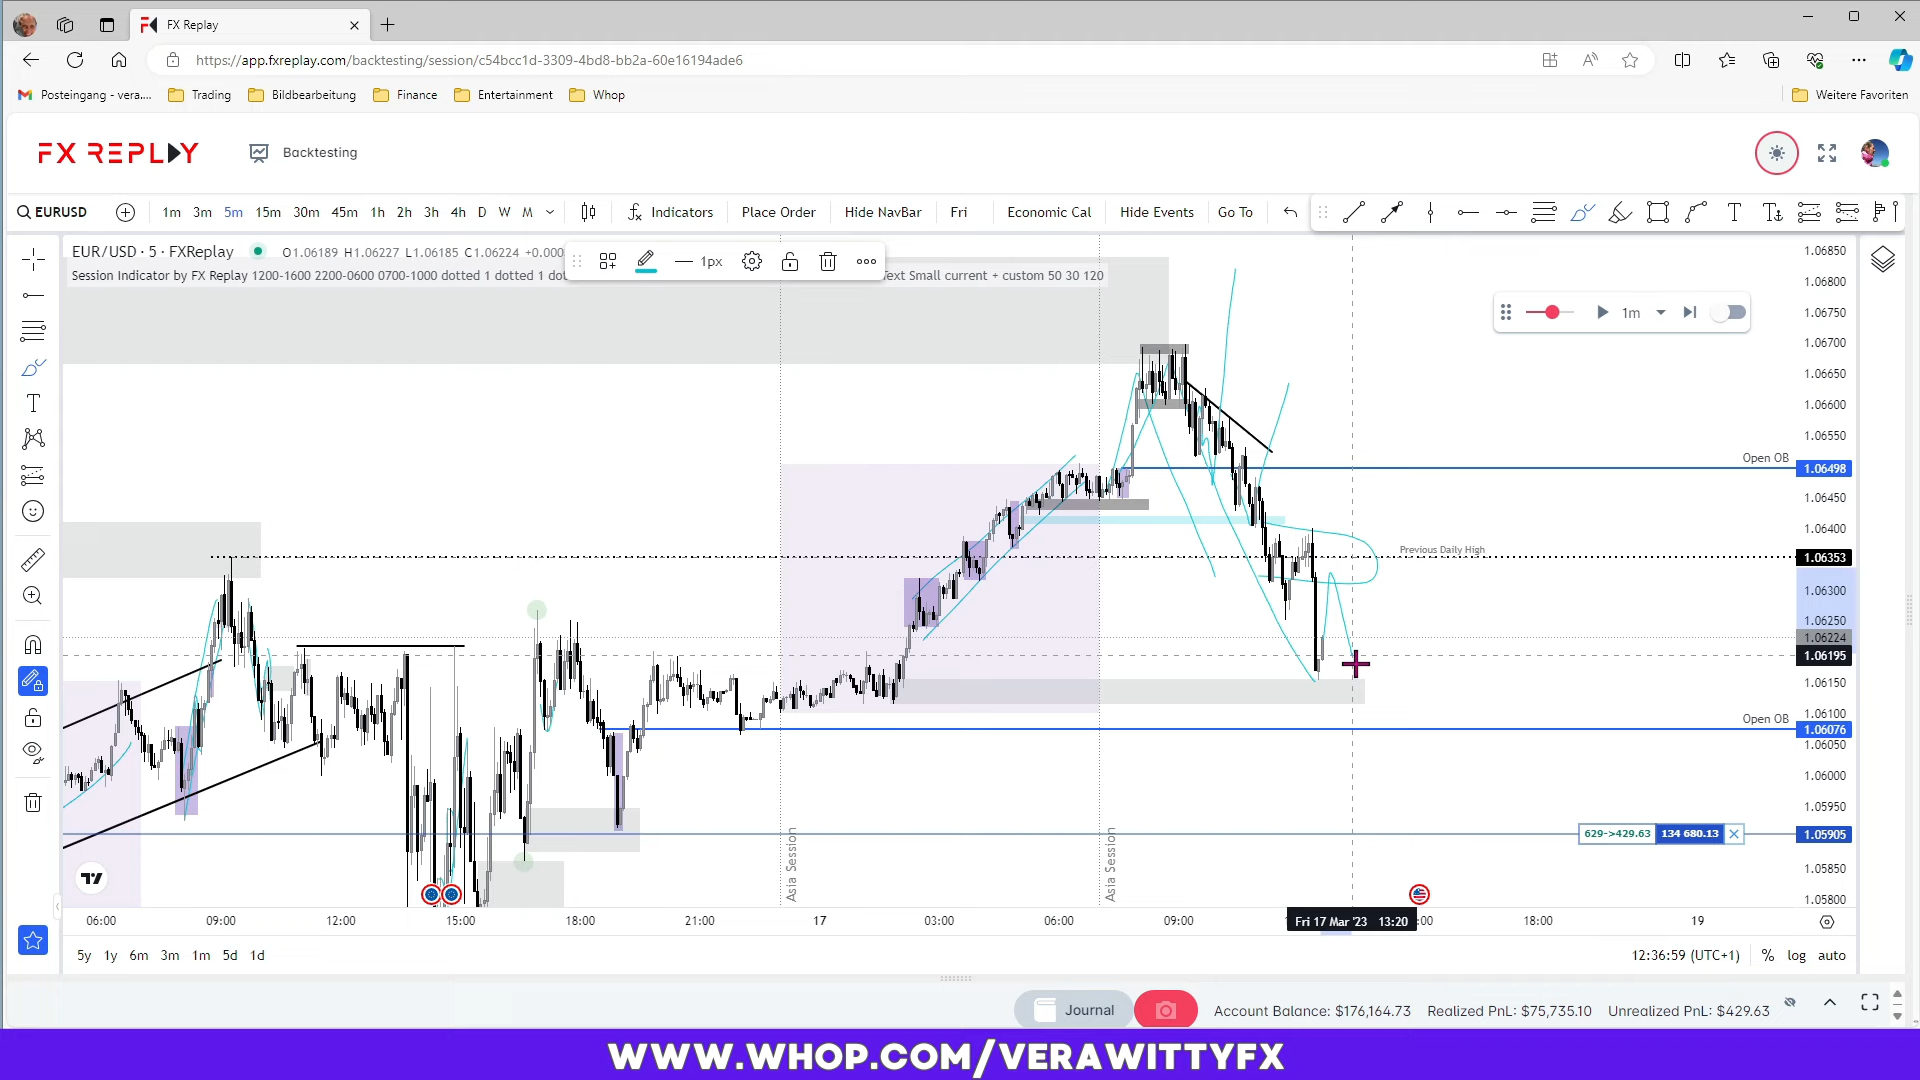 FX Replay
https://app.fxreplay.com/backtesting/session/c54bcc1d-3309-4bd8-bb2a-60e16194ade6
Posteingang - vera.... Trading Bildbearbeitung Finance Entertainment Whop Weitere Favoriten
FX REPLAY Backtesting
EURUSD 1m 3m 5m 15m 30m 45m 1h 2h 3h 4h D W M Indicators Place Order Hide NavBar Fri Economic Cal Hide Events Go To
EUR/USD · 5 · FXReplay O1.06189 H1.06227 L1.06185 C1.06224 +0.000
1px
Session Indicator by FX Replay 1200-1600 2200-0600 0700-1000 dotted 1 dotted 1 do Text Small current + custom 50 30 120
1m
1.06850
1.06800
1.06750
1.06700
1.06650
1.06600
1.06550
Open OB 1.06498
1.06450
1.06400
Previous Daily High 1.06353
1.06300
1.06250
1.06224
1.06195
1.06150
1.06100
Open OB 1.06076
1.06050
1.06000
1.05950
629->429.63 134 680.13 1.05905
1.05850
1.05800
Asia Session
Asia Session
06:00 09:00 12:00 15:00 18:00 21:00 17 03:00 06:00 09:00 Fri 17 Mar '23 13:20 :00 18:00 19
5y 1y 6m 3m 1m 5d 1d 12:36:59 (UTC+1) % log auto
Journal Account Balance: $176,164.73 Realized PnL: $75,735.10 Unrealized PnL: $429.63
WWW.WHOP.COM/VERAWITTYFX